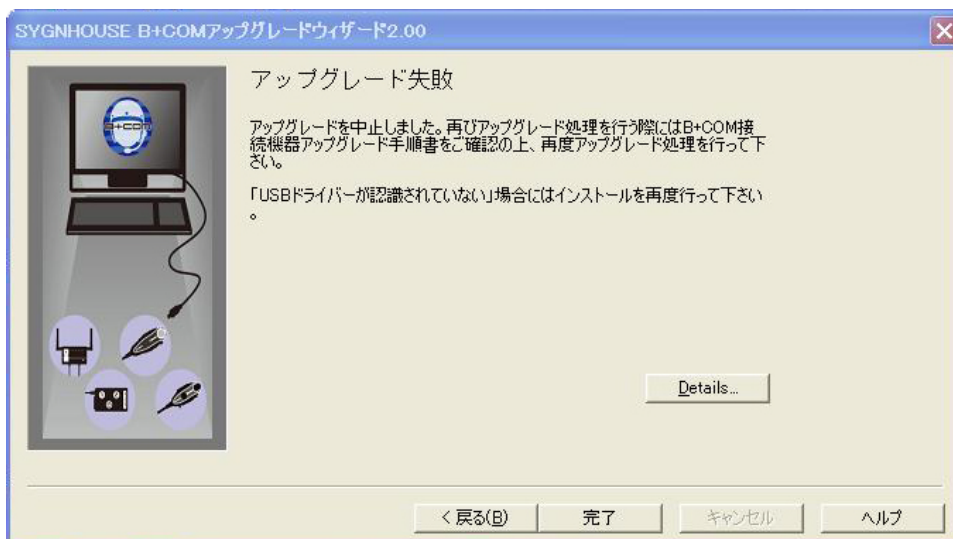 SYGNHOUSE B+COMアップグレードウィザード2.00
アップグレード失敗
アップグレードを中止しました。再びアップグレード処理を行う際にはB+COM接
続機器アップグレード手順書をご確認の上、再度アップグレード処理を行って下
さい。
「USBドライバーが認識されていない」場合にはインストールを再度行って下さい
。
B+COM
Details...
< 戻る(B)
完了
キャンセル
ヘルプ